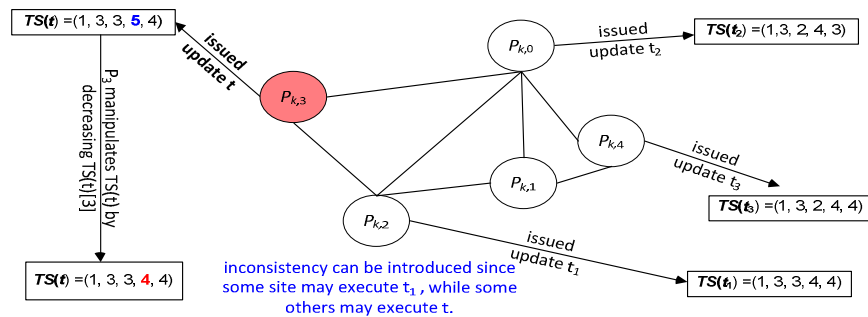 TS(t) =(1, 3, 3, 5, 4)
issued
update t
P3 manipulates TS(t) by
decreasing TS(t)[3]
TS(t) =(1, 3, 3, 4, 4)
Pk,3
Pk,0
issued
update t2
TS(t2) =(1,3, 2, 4, 3)
Pk,4
issued
update t3
TS(t3) =(1, 3, 2, 4, 4)
Pk,1
Pk,2
issued
update t1
TS(t1) =(1, 3, 3, 4, 4)
inconsistency can be introduced since
some site may execute t1 , while some
others may execute t.